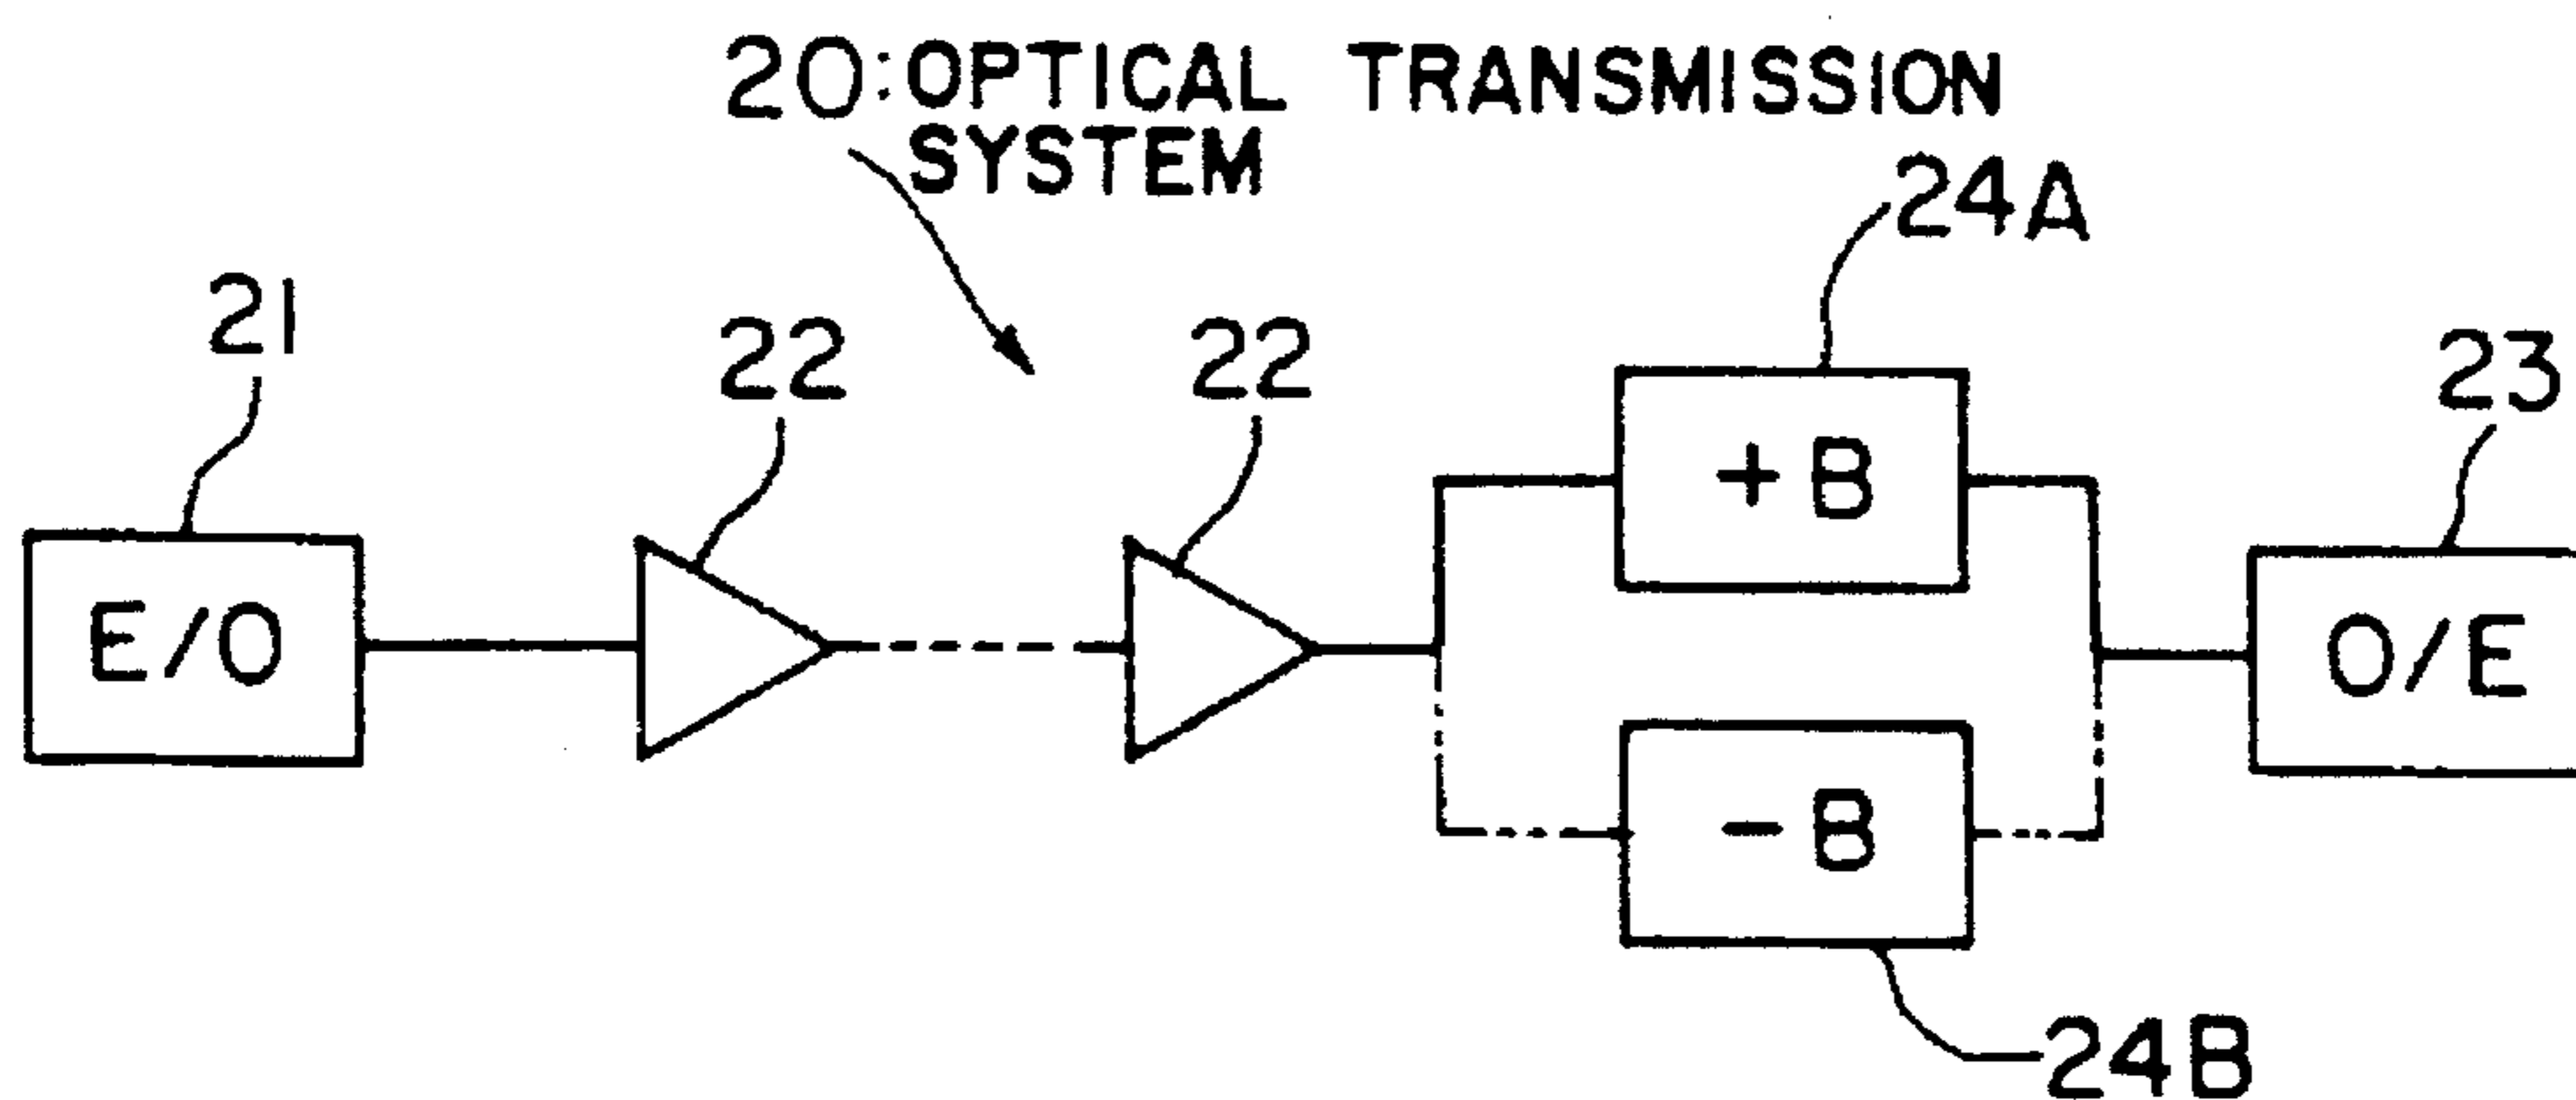 20:OPTICAL TRANSMISSION
SYSTEM
24A
21
22
22
23
+B
E/O
O/E
-B
24B